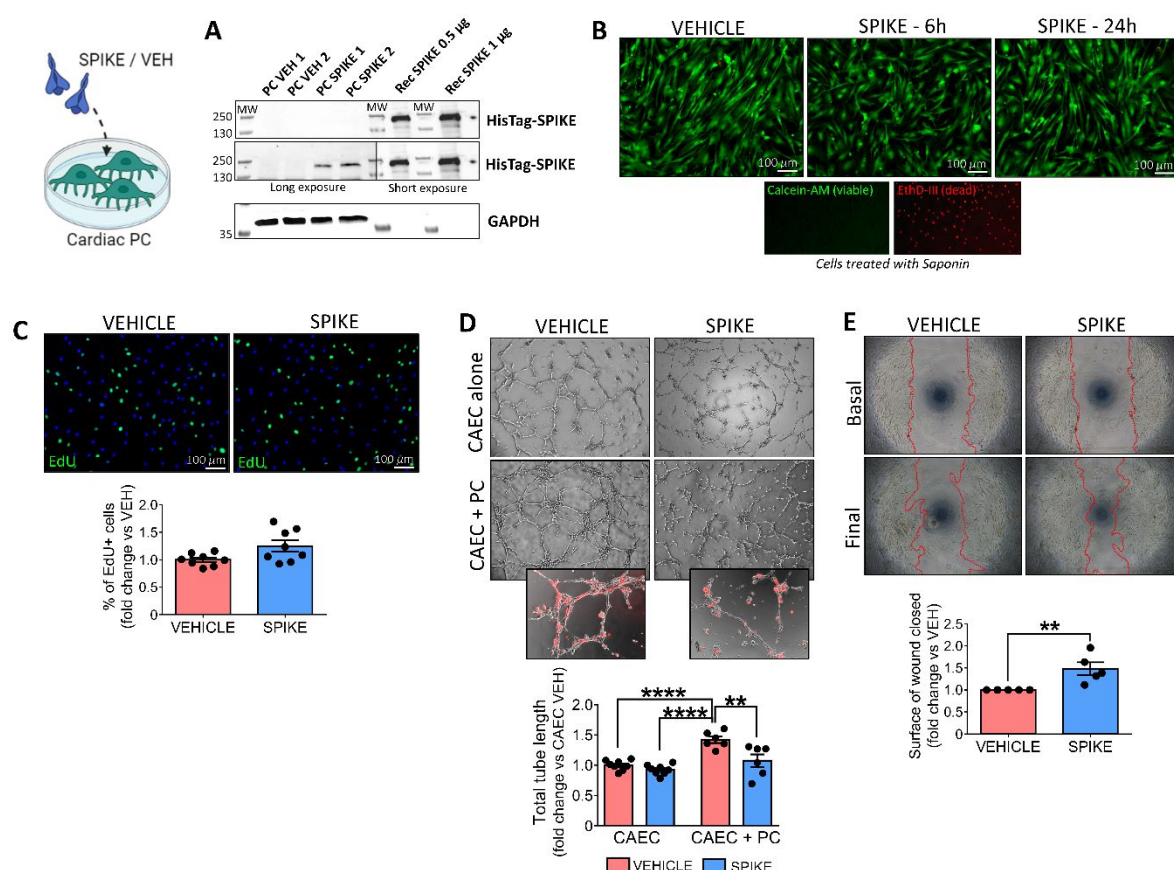 SPIKE / VEH
Cardiac PC
A
PC VEH 1
PC VEH 2
PC SPIKE 1
PC SPIKE 2
Rec SPIKE 0.5 µg
Rec SPIKE 1 µg
MW MW MW
250
130
HisTag-SPIKE
250
130
HisTag-SPIKE
Long exposure Short exposure
35
GAPDH
B
VEHICLE SPIKE - 6h SPIKE - 24h
100 µm 100 µm 100 µm
Calcein-AM (viable) EthD-III (dead)
Cells treated with Saponin
C
VEHICLE SPIKE
EdU 100 µm EdU 100 µm
% of EdU+ cells
(fold change vs VEH)
2.0
1.5
1.0
0.5
0
VEHICLE SPIKE
D
VEHICLE SPIKE
CAEC alone
CAEC + PC
Total tube length
(fold change vs CAEC VEH)
2.0
1.5
1.0
0.5
0
****
****
**
CAEC CAEC + PC
VEHICLE SPIKE
E
VEHICLE SPIKE
Basal
Final
Surface of wound closed
(fold change vs VEH)
2.5
2.0
1.5
1.0
0.5
0
**
VEHICLE SPIKE